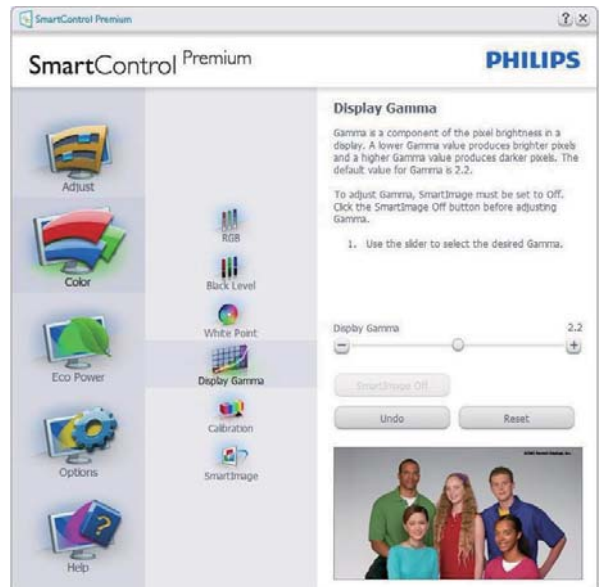 SmartControl Premium
SmartControl Premium
PHILIPS
Adjust
Color
Eco Power
Options
Help
RGB
Black Level
White Point
Display Gamma
Calibration
SmartImage
Display Gamma
Gamma is a component of the pixel brightness in a
display. A lower Gamma value produces brighter pixels
and a higher Gamma value produces darker pixels. The
default value for Gamma is 2.2.
To adjust Gamma, SmartImage must be set to Off.
Click the SmartImage Off button before adjusting
Gamma.
1. Use the slider to select the desired Gamma.
Display Gamma 2.2
SmartImage Off
Undo Reset